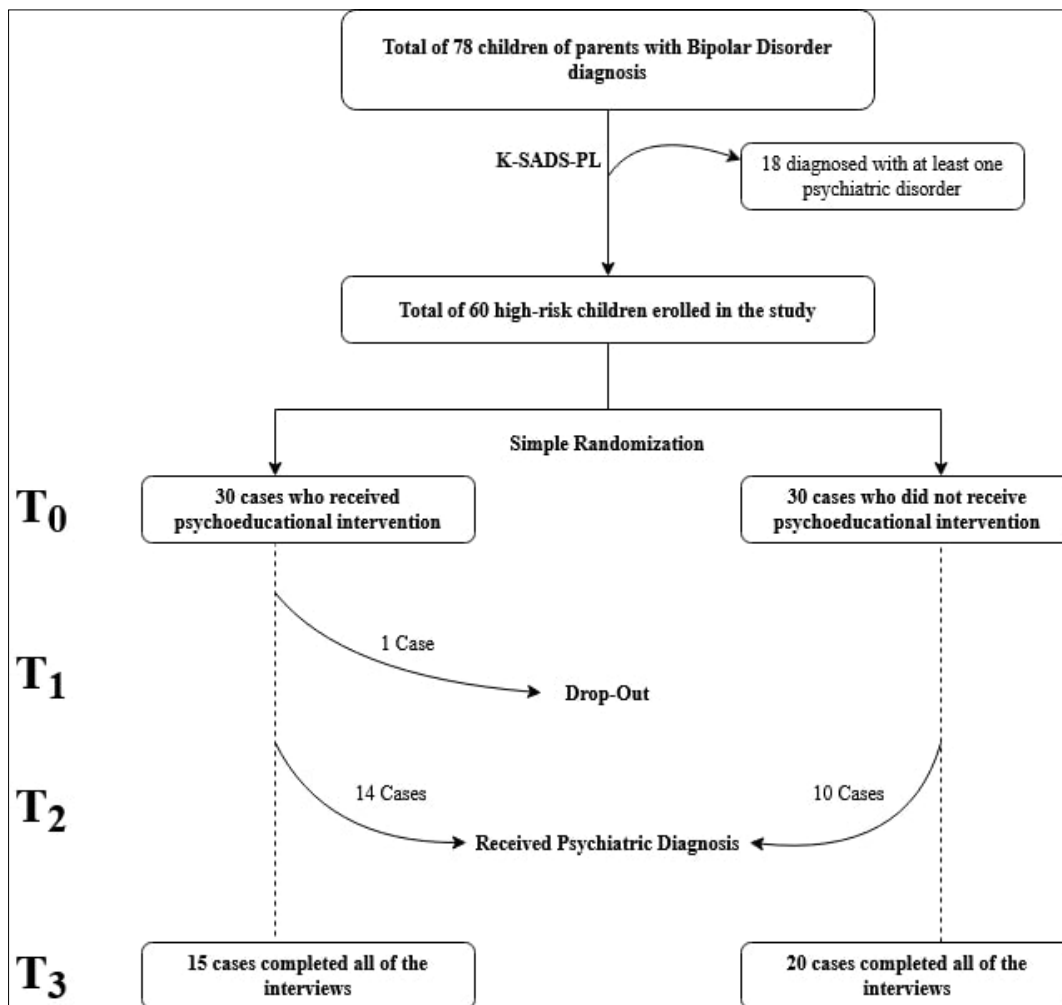 Total of 78 children of parents with Bipolar Disorder
diagnosis
K-SADS-PL
18 diagnosed with at least one
psychiatric disorder
Total of 60 high-risk children erolled in the study
Simple Randomization
T0
30 cases who received
psychoeducational intervention
30 cases who did not receive
psychoeducational intervention
1 Case
T1
Drop-Out
14 Cases
10 Cases
T2
Received Psychiatric Diagnosis
T3
15 cases completed all of the
interviews
20 cases completed all of the
interviews